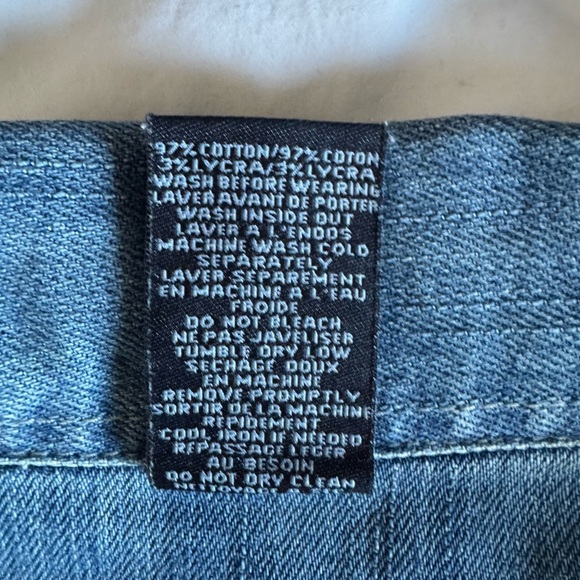 97% COTTON/97% COTON
3% LYCRA/3% LYCRA
WASH BEFORE WEARING
LAVER AVANT DE PORTER
WASH INSIDE OUT
LAVER A L'ENDOS
MACHINE WASH COLD
SEPARATELY
LAVER SEPAREMENT
EN MACHINE A L'EAU
FROIDE
DO NOT BLEACH
NE PAS JAVELISER
TUMBLE DRY LOW
SECHAGE DOUX
EN MACHINE
REMOVE PROMPTLY
SORTIR DE LA MACHINE
REPIDEMENT
COOL IRON IF NEEDED
REPASSAGE LEGER
AU BESOIN
DO NOT DRY CLEAN